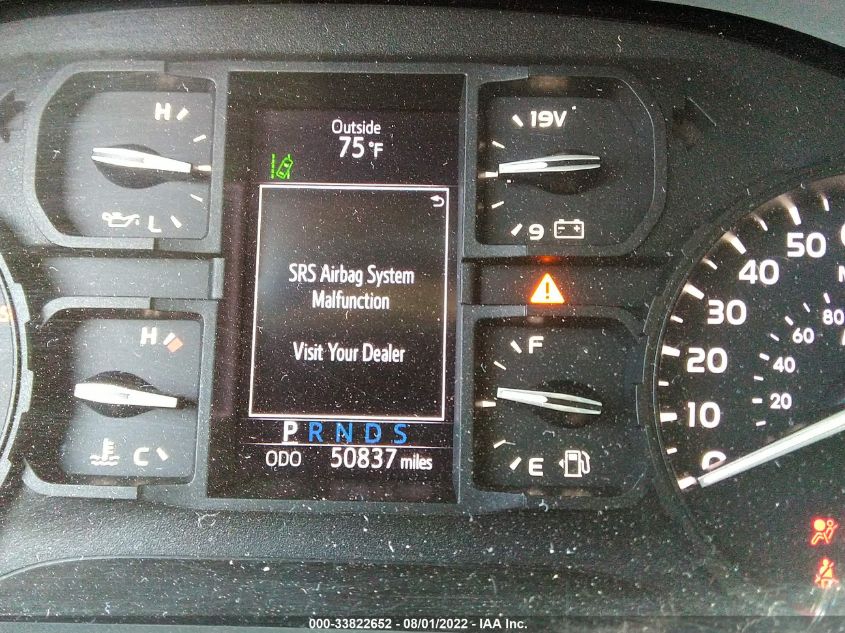 H
19V
Outside
75°F
L
9
SRS Airbag System
Malfunction
Visit Your Dealer
H
F
C
E
P R N D S
ODO 50837 miles
50
40
30
20
10
0
80
60
40
20
000-33822652 - 08/01/2022 - IAA Inc.